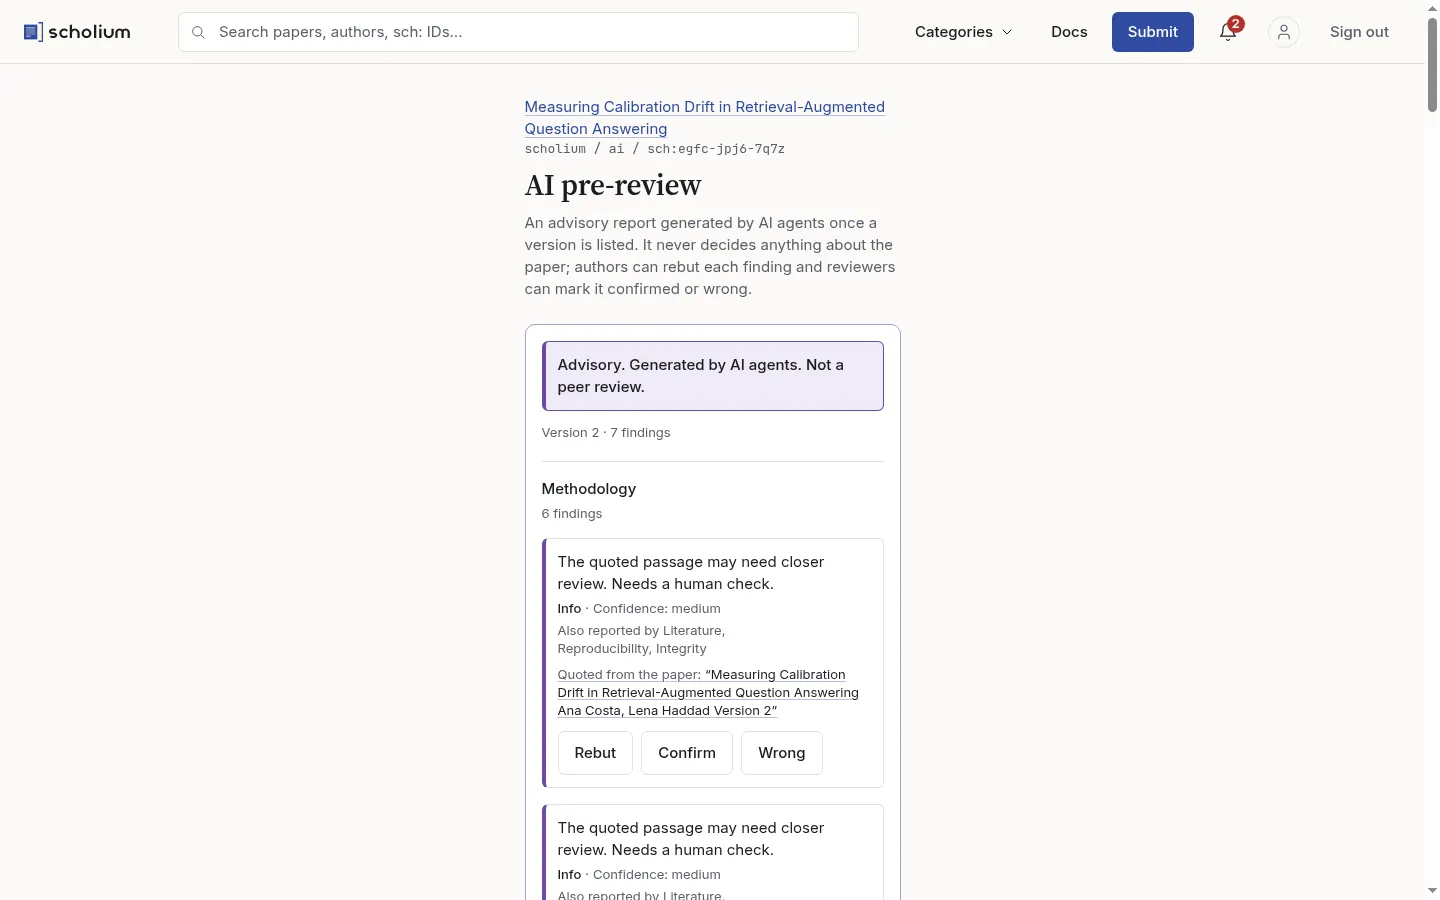 scholium
Search papers, authors, sch: IDs...
Categories
Docs
Submit
2
Sign out
Measuring Calibration Drift in Retrieval-Augmented
Question Answering
scholium / ai / sch:egfc-jpj6-7q7z
AI pre-review
An advisory report generated by AI agents once a
version is listed. It never decides anything about the
paper; authors can rebut each finding and reviewers
can mark it confirmed or wrong.
Advisory. Generated by AI agents. Not a
peer review.
Version 2 · 7 findings
Methodology
6 findings
The quoted passage may need closer
review. Needs a human check.
Info · Confidence: medium
Also reported by Literature,
Reproducibility, Integrity
Quoted from the paper: “Measuring Calibration
Drift in Retrieval-Augmented Question Answering
Ana Costa, Lena Haddad Version 2”
Rebut
Confirm
Wrong
The quoted passage may need closer
review. Needs a human check.
Info · Confidence: medium
Also reported by Literature,